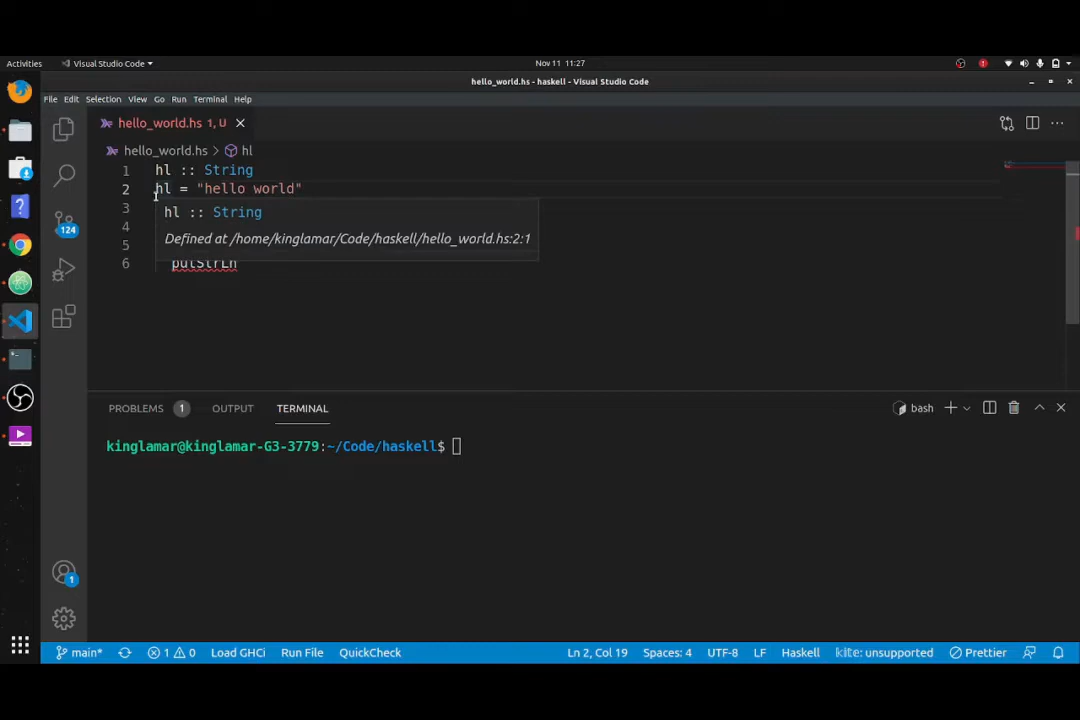 Activities Visual Studio Code Nov 11 11:27
hello_world.hs - haskell - Visual Studio Code
File Edit Selection View Go Run Terminal Help
hello_world.hs 1, U
hello_world.hs > hl
1 hl :: String
2 hl = "hello world"
3
hl :: String
4
Defined at /home/kinglamar/Code/haskell/hello_world.hs:2:1
5
6 putStrLn
124
PROBLEMS 1 OUTPUT TERMINAL bash
kinglamar@kinglamar-G3-3779:~/Code/haskell$
1
main* 1 0 Load GHCi Run File QuickCheck Ln 2, Col 19 Spaces: 4 UTF-8 LF Haskell kite: unsupported Prettier